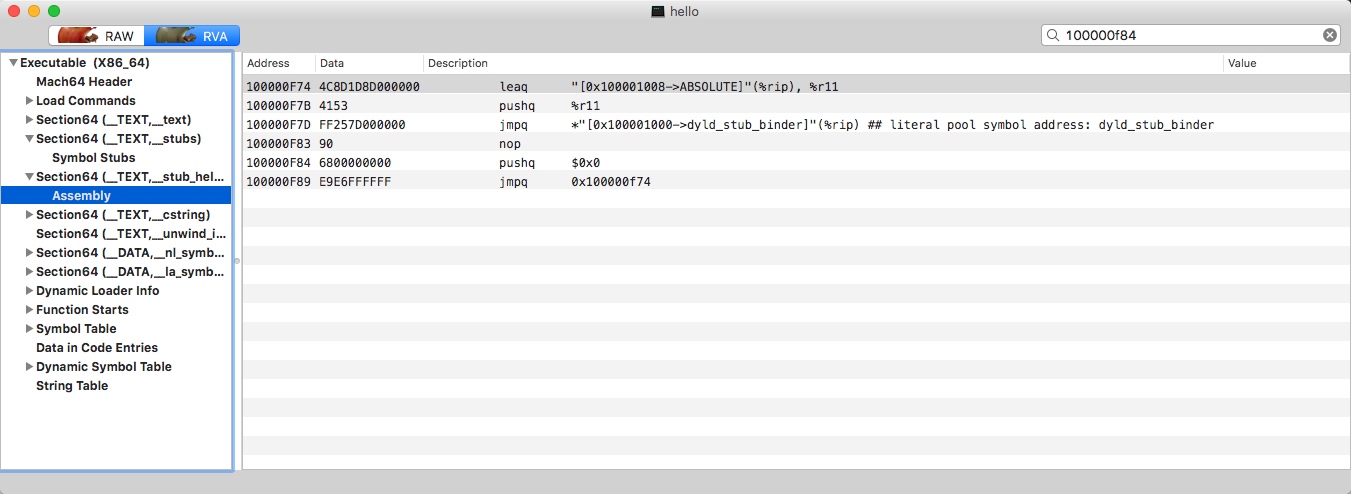 hello
RAW RVA 100000f84
Executable (X86_64)
Mach64 Header
Load Commands
Section64 (__TEXT,__text)
Section64 (__TEXT,__stubs)
Symbol Stubs
Section64 (__TEXT,__stub_hel...
Assembly
Section64 (__TEXT,__cstring)
Section64 (__TEXT,__unwind_i...
Section64 (__DATA,__nl_symb...
Section64 (__DATA,__la_symb...
Dynamic Loader Info
Function Starts
Symbol Table
Data in Code Entries
Dynamic Symbol Table
String Table
Address Data Description Value
100000F74 4C8D1D8D000000 leaq "[0x100001008->ABSOLUTE]"(%rip), %r11
100000F7B 4153 pushq %r11
100000F7D FF257D000000 jmpq *"[0x100001000->dyld_stub_binder]"(%rip) ## literal pool symbol address: dyld_stub_binder
100000F83 90 nop
100000F84 6800000000 pushq $0x0
100000F89 E9E6FFFFFF jmpq 0x100000f74